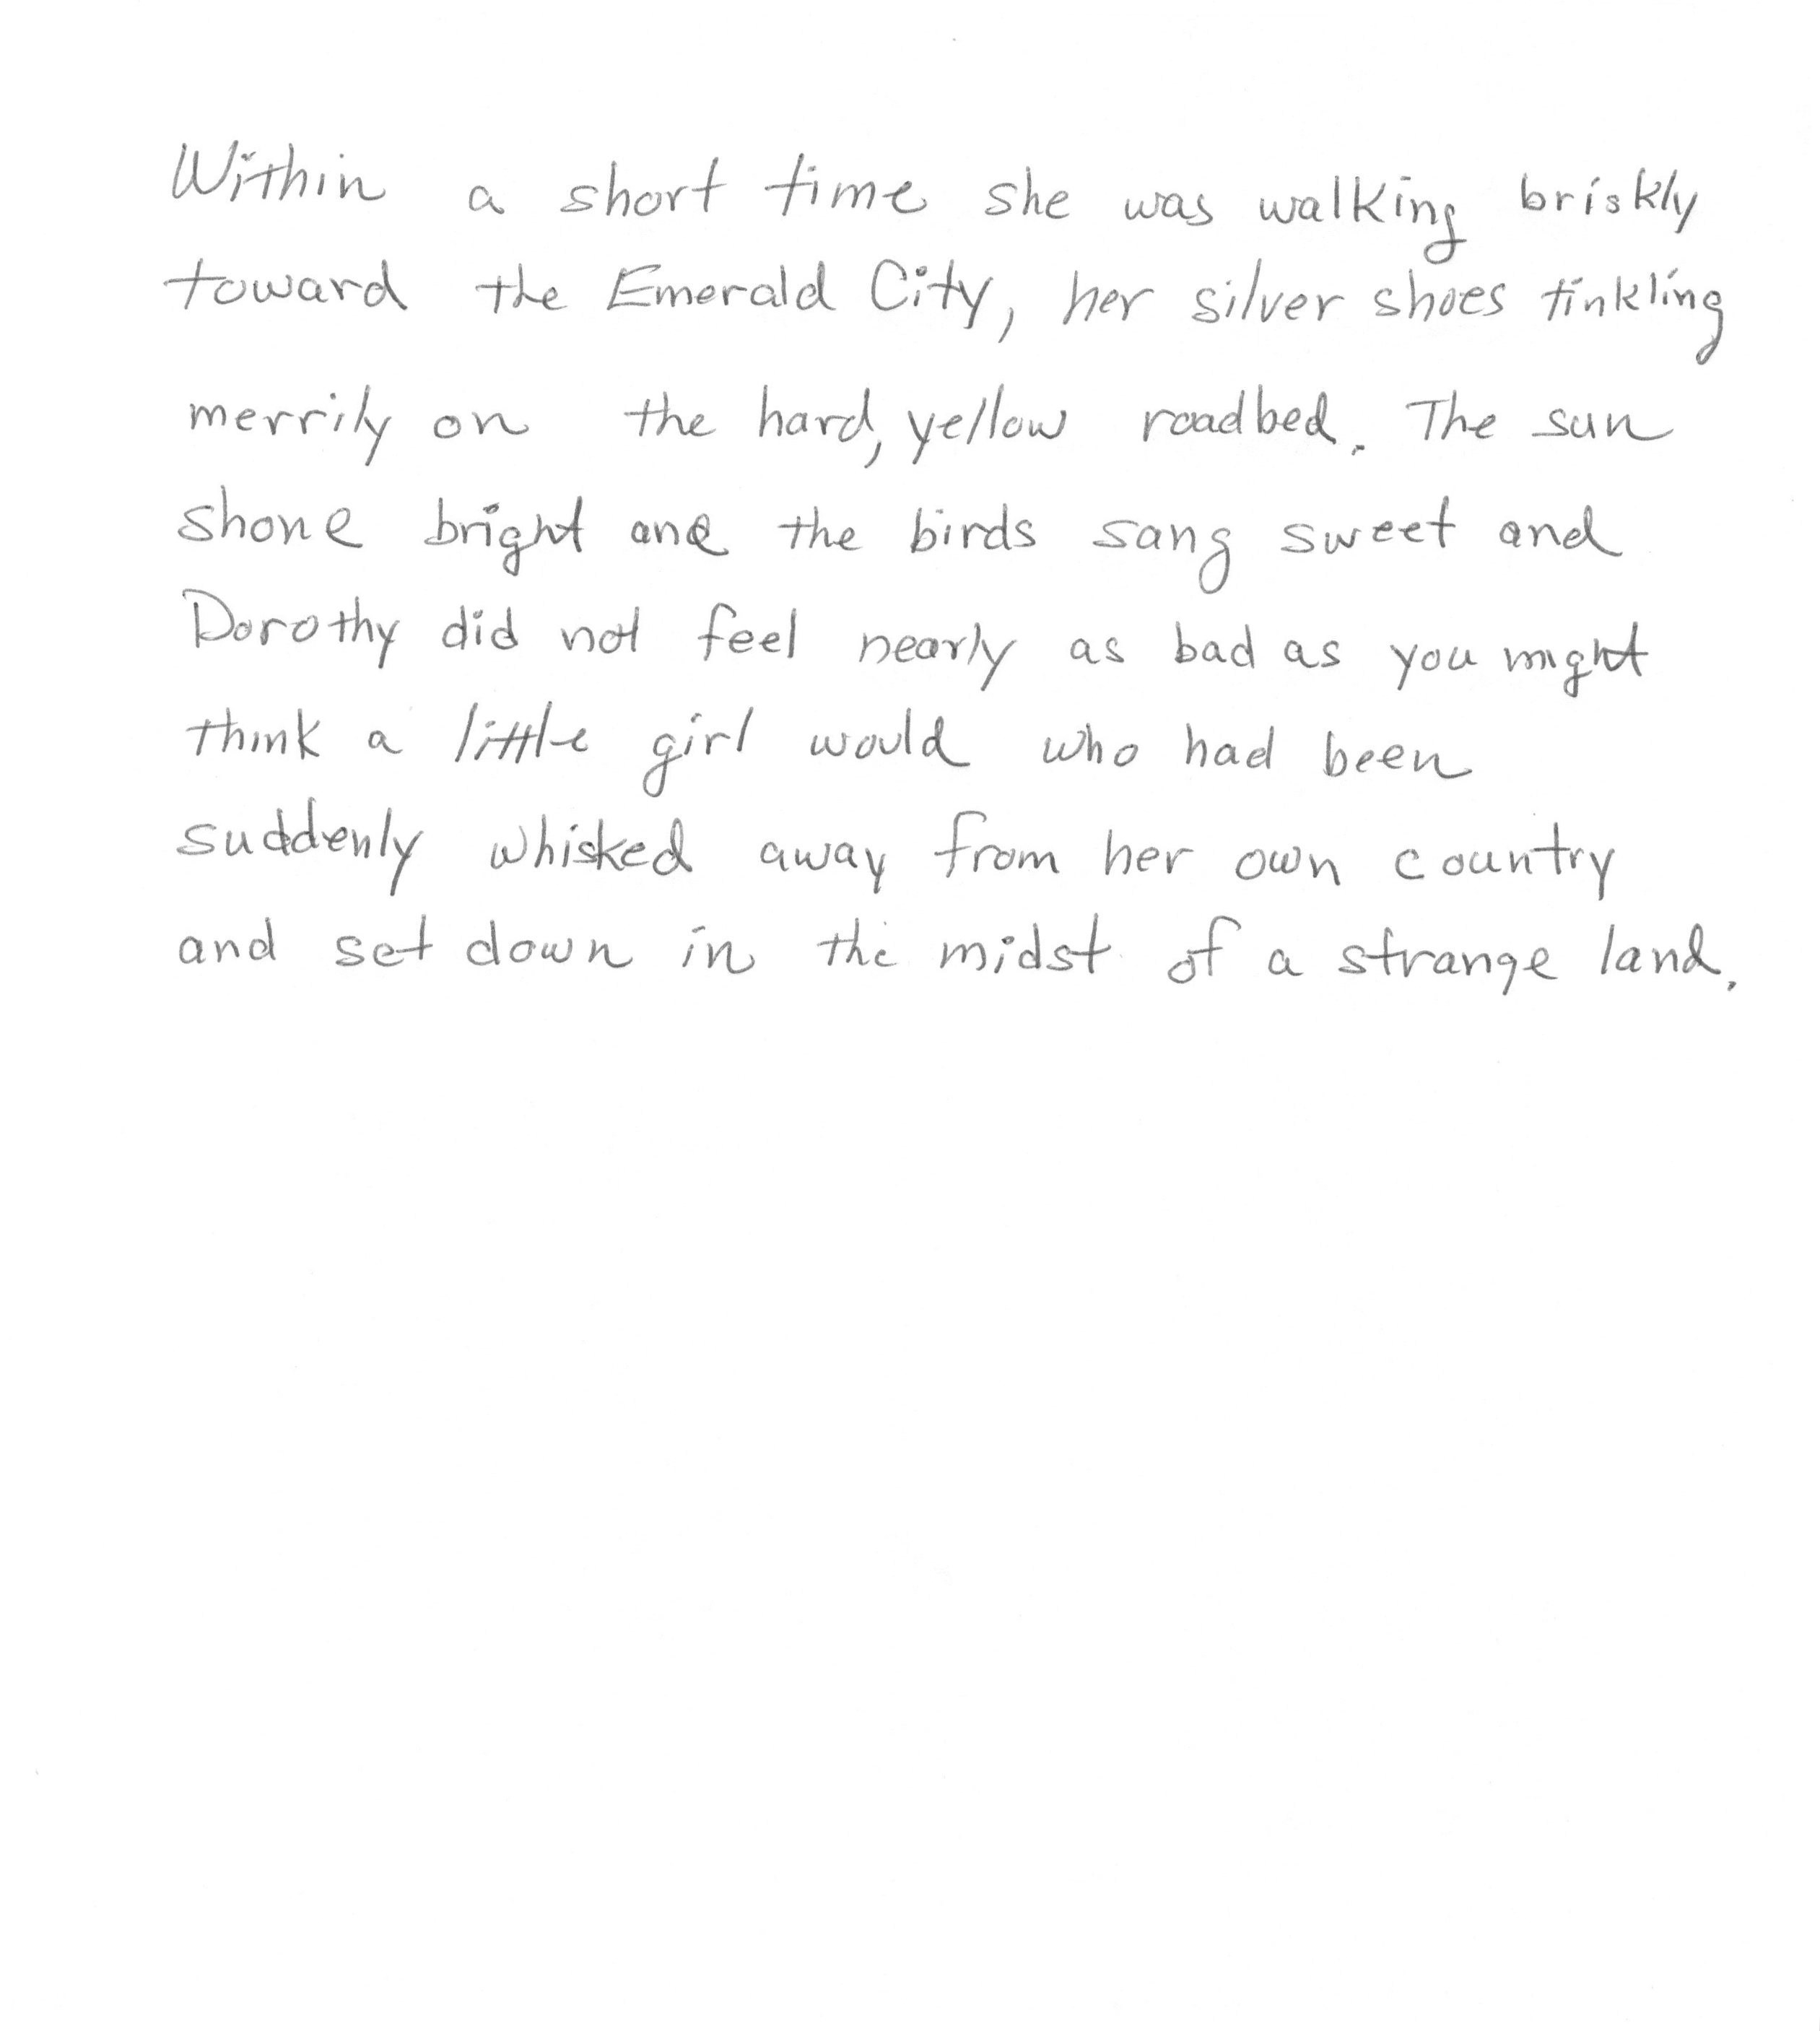 Within a short time she was walking briskly
toward the Emerald City, her silver shoes tinkling
merrily on the hard, yellow roadbed. The sun
shone bright and the birds sang sweet and
Dorothy did not feel nearly as bad as you might
think a little girl would who had been
suddenly whisked away from her own country
and set down in the midst of a strange land.